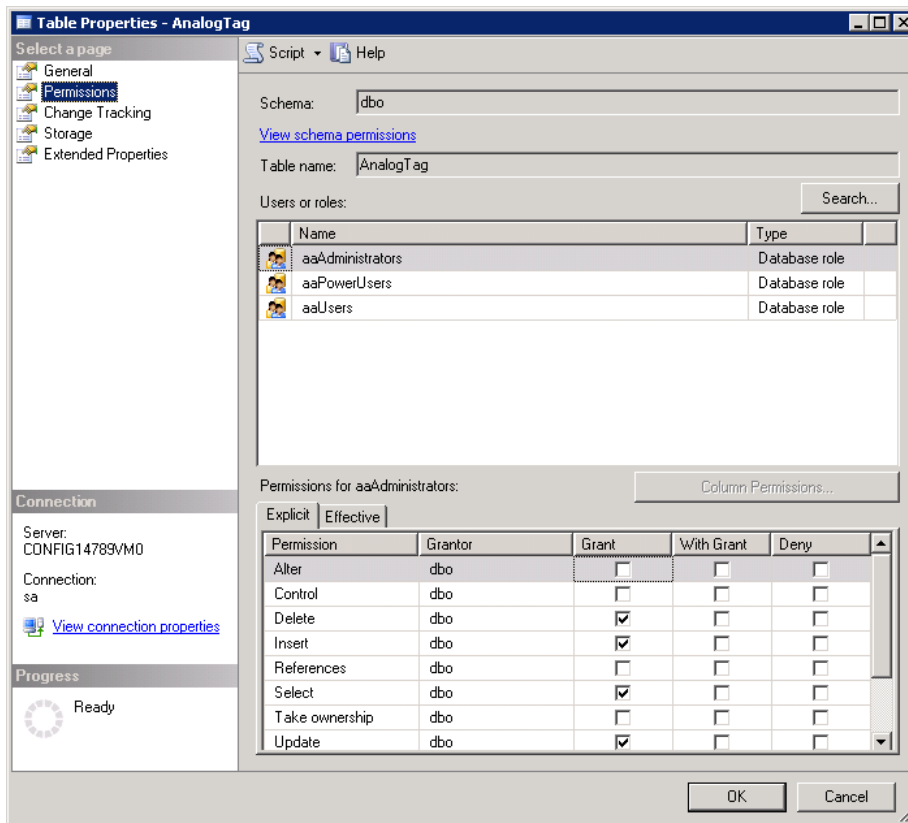 Table Properties - AnalogTag
Select a page
General
Permissions
Change Tracking
Storage
Extended Properties
Script
Help
Schema: dbo
View schema permissions
Table name: AnalogTag
Users or roles: Search...
Name Type
aaAdministrators Database role
aaPowerUsers Database role
aaUsers Database role
Permissions for aaAdministrators: Column Permissions...
Explicit Effective
Permission Grantor Grant With Grant Deny
Alter dbo
Control dbo
Delete dbo
Insert dbo
References dbo
Select dbo
Take ownership dbo
Update dbo
Connection
Server:
CONFIG14789VM0
Connection:
sa
View connection properties
Progress
Ready
OK Cancel